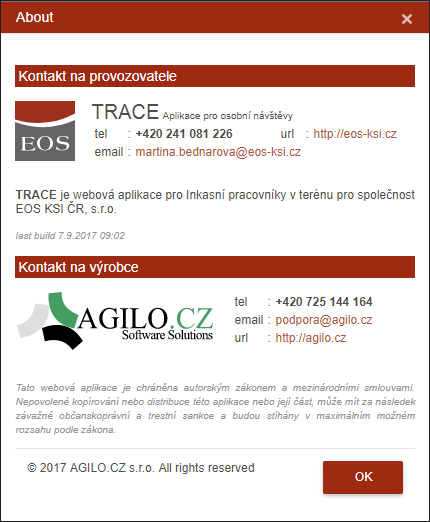 About ×
Kontakt na provozovatele
EOS
TRACE Aplikace pro osobní návštěvy
tel : +420 241 081 226 url : http://eos-ksi.cz
email : martina.bednarova@eos-ksi.cz
TRACE je webová aplikace pro Inkasní pracovníky v terénu pro společnost
EOS KSI ČR, s.r.o.
last build 7.9.2017 09:02
Kontakt na výrobce
AGILO.CZ
Software Solutions
tel : +420 725 144 164
email : podpora@agilo.cz
url : http://agilo.cz
Tato webová aplikace je chráněna autorským zákonem a mezinárodními smlouvami.
Nepovolené kopírování nebo distribuce této aplikace nebo její část, může mít za následek
závažné občanskoprávní a trestní sankce a budou stíhány v maximálním možném
rozsahu podle zákona.
© 2017 AGILO.CZ s.r.o. All rights reserved
OK